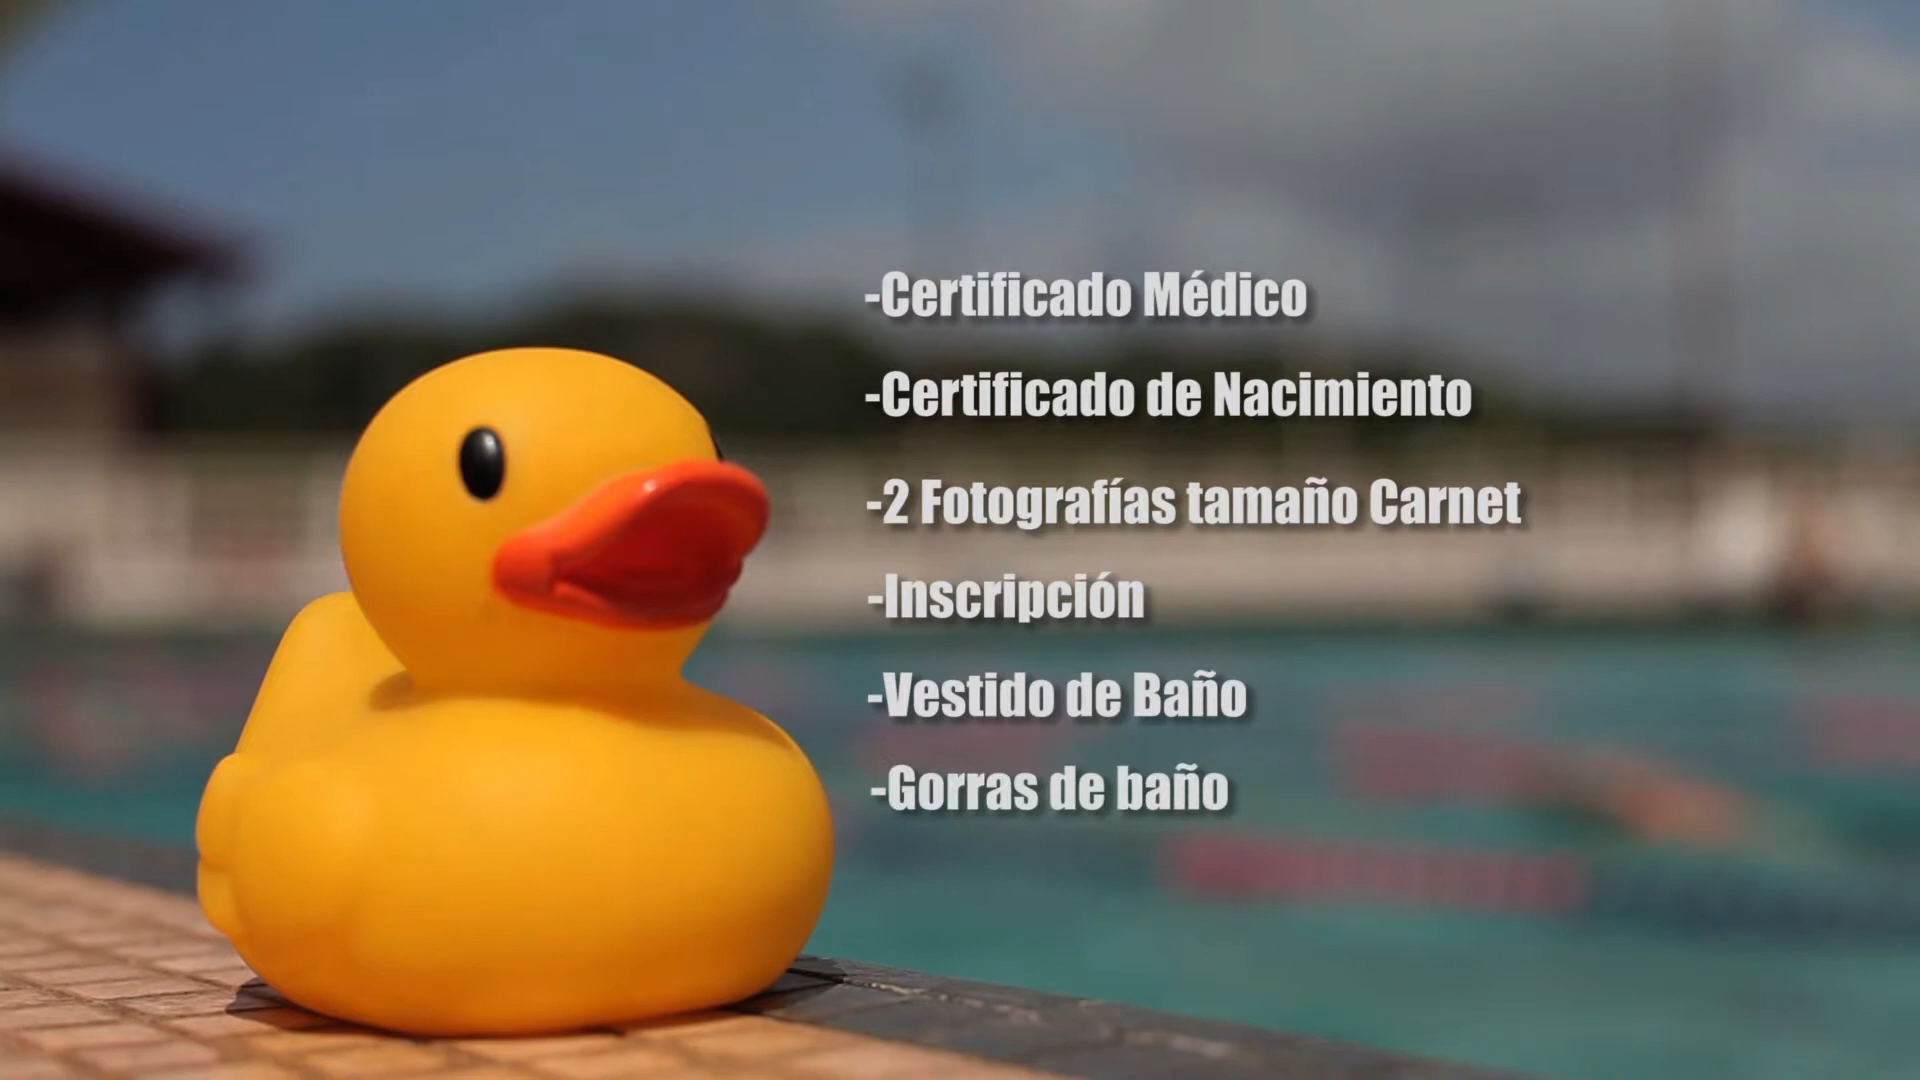 -Certificado Médico
-Certificado de Nacimiento
-2 Fotografías tamaño Carnet
-Inscripción
-Vestido de Baño
-Gorras de baño